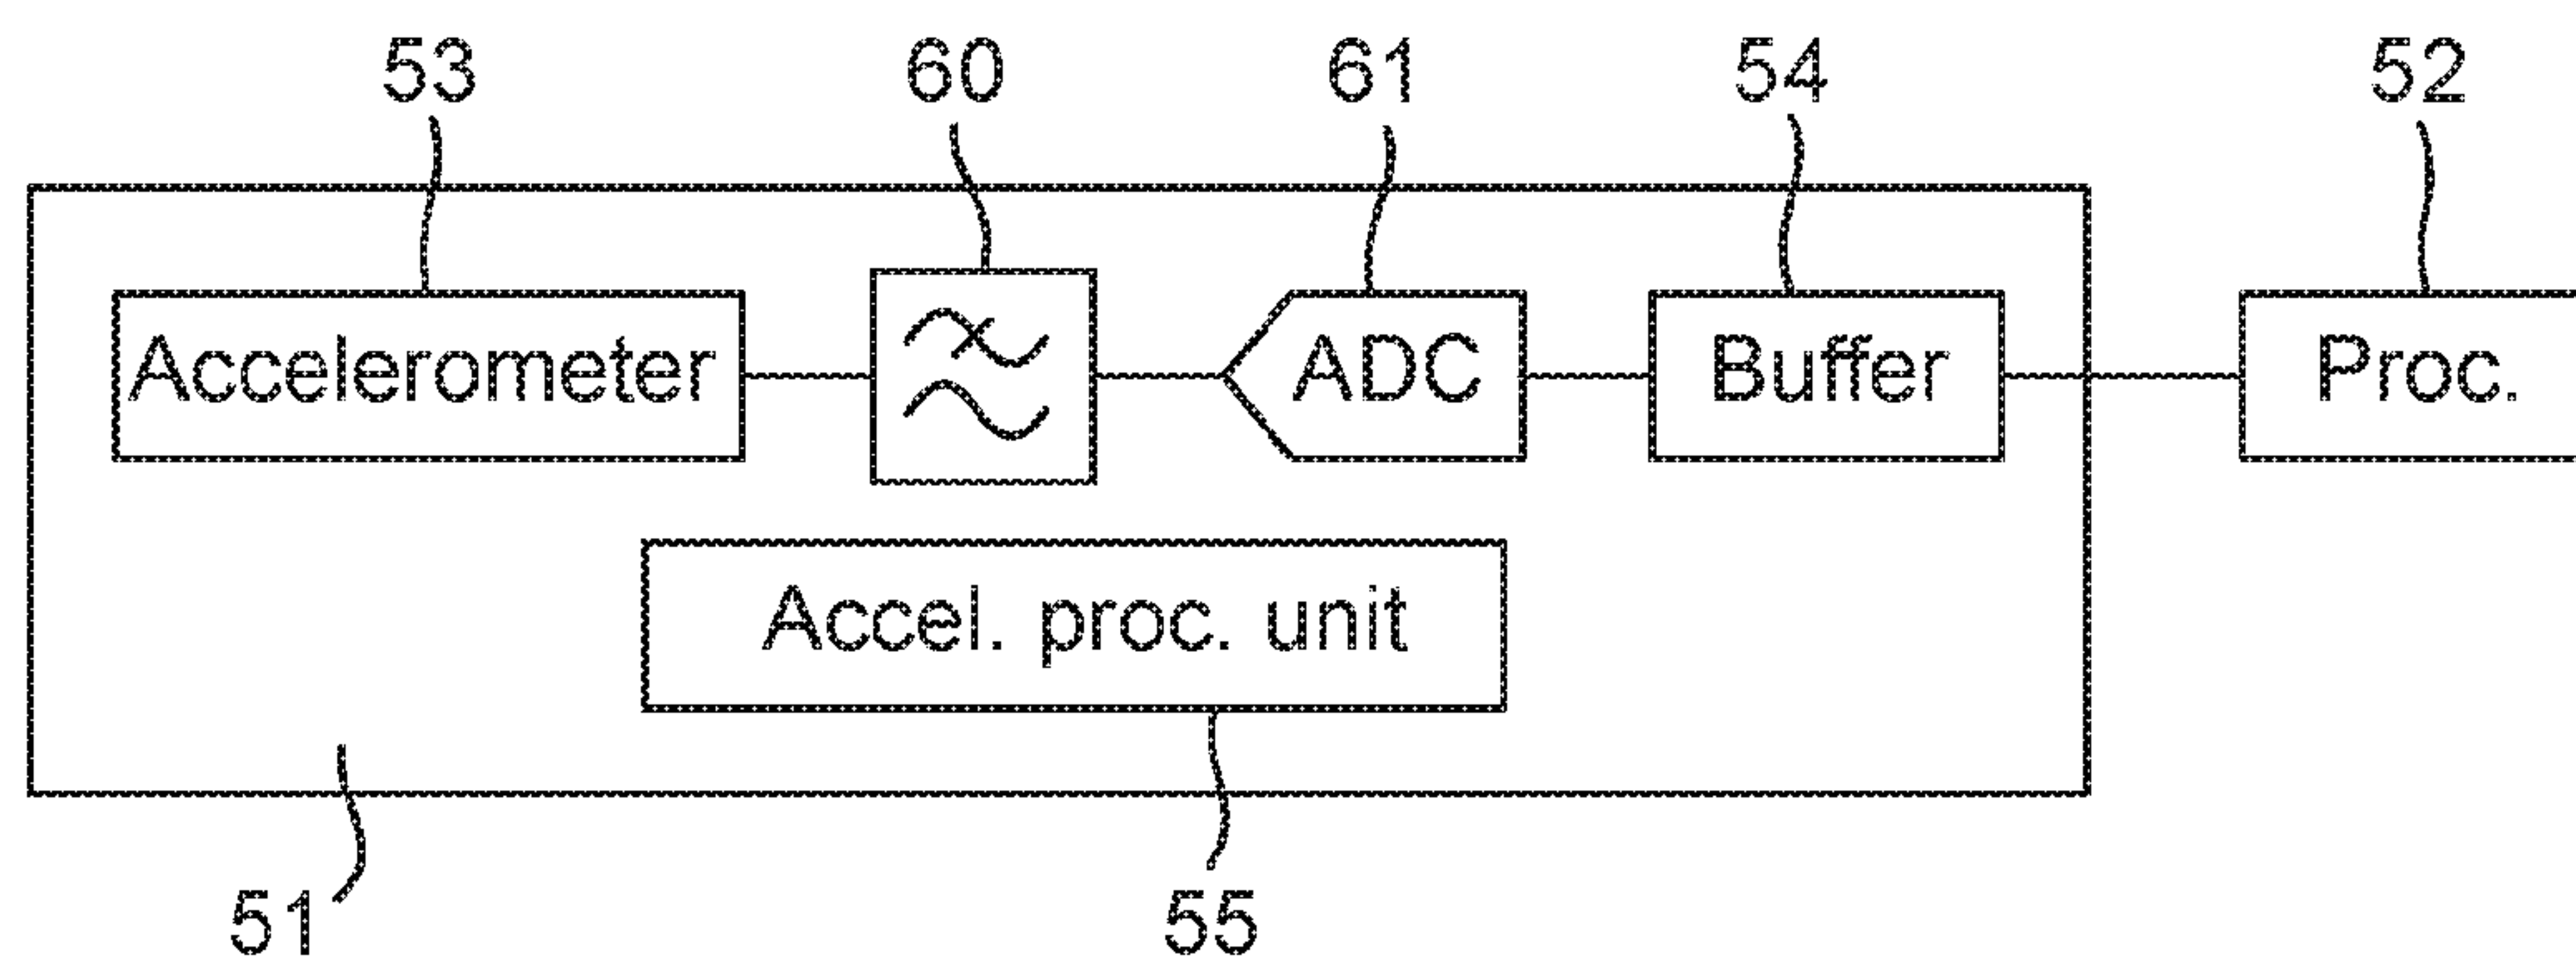 53 60 61 54 52
Accelerometer ADC Buffer Proc.
Accel. proc. unit
51 55